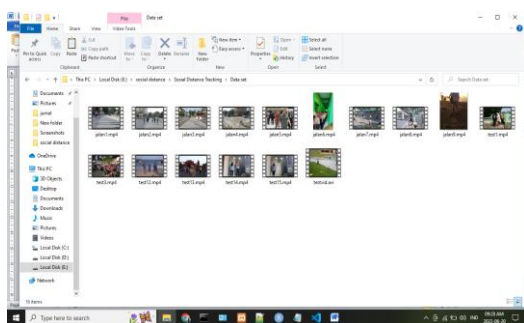 Play
Data set
File
Home
Share
View
Video Tools
Pin to Quick access
Copy
Paste
Cut
Copy path
Paste shortcut
Move to
Copy to
Delete
Rename
New folder
New item
Easy access
Properties
Open
Edit
History
Select all
Select none
Invert selection
Clipboard
Organize
New
Open
Select
This PC > Local Disk (E:) > social distance > Social Distance Tracking > Data set
Search Data set
Documents
Pictures
jurnal
New folder
Screenshots
social distance
OneDrive
This PC
3D Objects
Desktop
Documents
Downloads
Music
Pictures
Videos
Local Disk (C:)
Local Disk (D:)
Local Disk (E:)
Network
jalan1.mp4
jalan2.mp4
jalan3.mp4
jalan4.mp4
jalan5.mp4
jalan6.mp4
jalan7.mp4
jalan8.mp4
jalan9.mp4
test1.mp4
test12.mp4
test13.mp4
test14.mp4
test15.mp4
Type here to search
IND